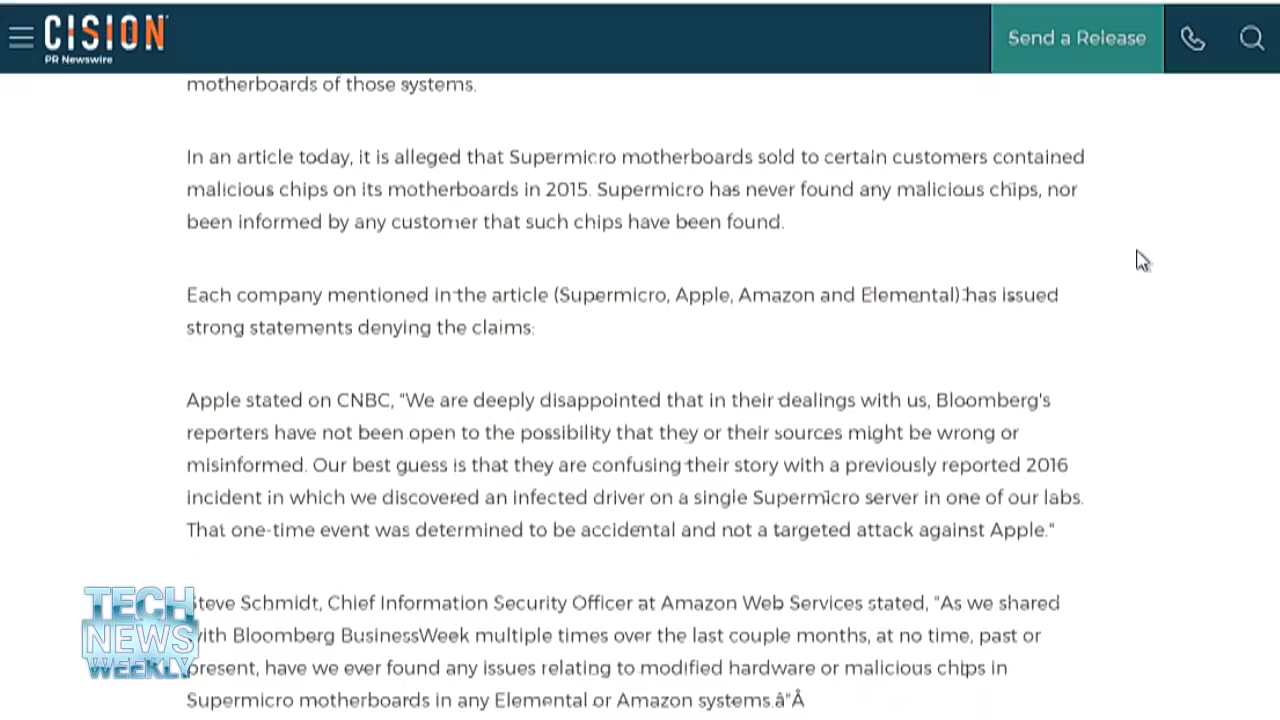 CISION
PR Newswire
Send a Release
motherboards of those systems.
In an article today, it is alleged that Supermicro motherboards sold to certain customers contained
malicious chips on its motherboards in 2015. Supermicro has never found any malicious chips, nor
been informed by any customer that such chips have been found.
Each company mentioned in the article (Supermicro, Apple, Amazon and Elemental) has issued
strong statements denying the claims:
Apple stated on CNBC, "We are deeply disappointed that in their dealings with us, Bloomberg's
reporters have not been open to the possibility that they or their sources might be wrong or
misinformed. Our best guess is that they are confusing their story with a previously reported 2016
incident in which we discovered an infected driver on a single Supermicro server in one of our labs.
That one-time event was determined to be accidental and not a targeted attack against Apple."
Steve Schmidt, Chief Information Security Officer at Amazon Web Services stated, "As we shared
with Bloomberg BusinessWeek multiple times over the last couple months, at no time, past or
present, have we ever found any issues relating to modified hardware or malicious chips in
Supermicro motherboards in any Elemental or Amazon systems.â"Â
TECH
NEWS
WEEKLY